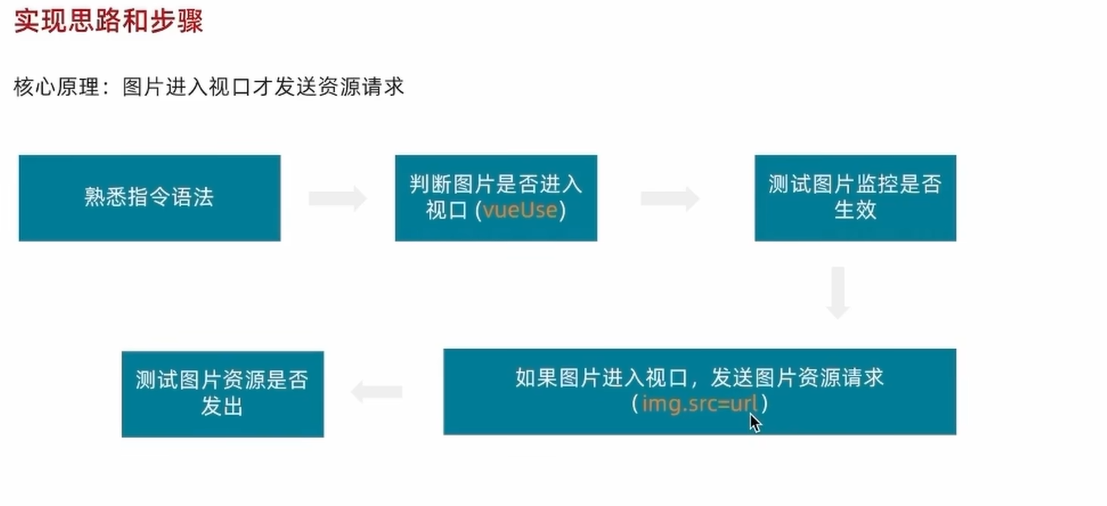 实现思路和步骤
核心原理：图片进入视口才发送资源请求
熟悉指令语法
判断图片是否进入
视口 (vueUse)
测试图片监控是否
生效
如果图片进入视口，发送图片资源请求
（img.src=url）
测试图片资源是否
发出